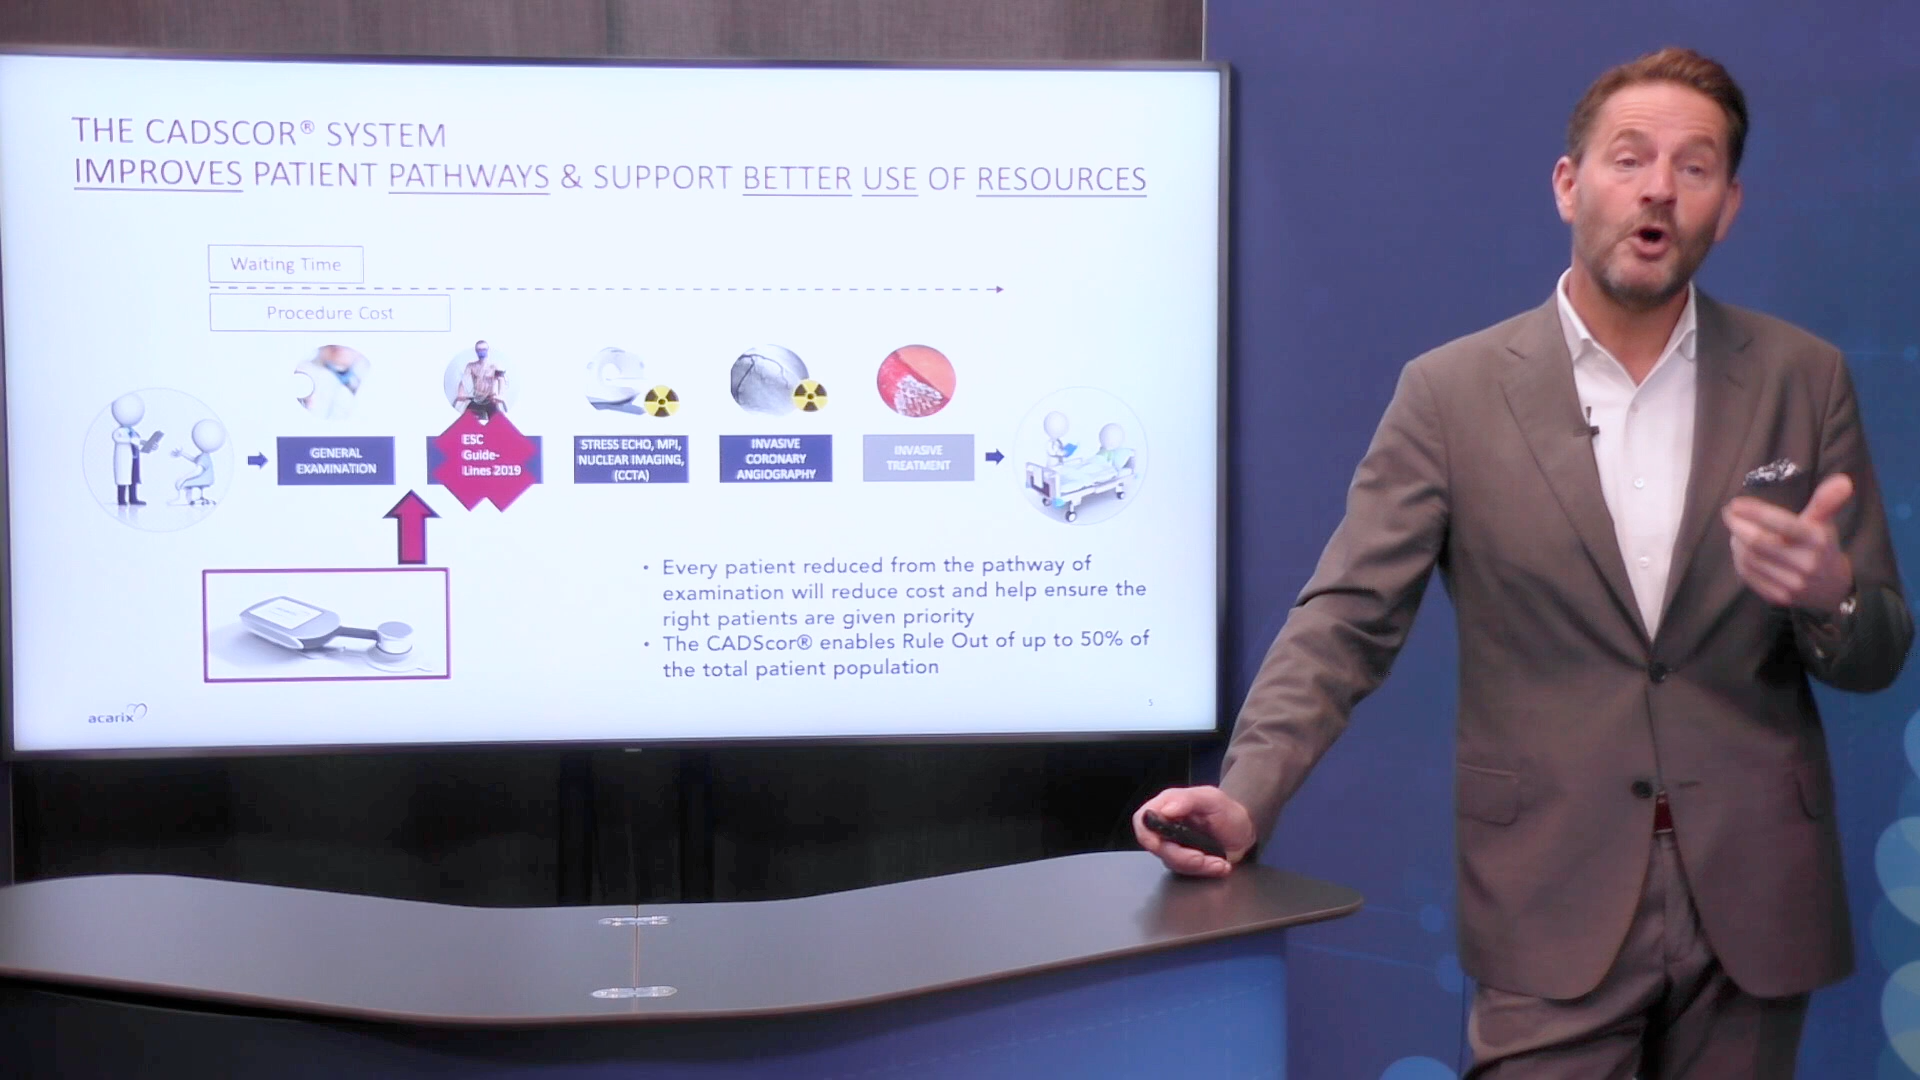 THE CADSCOR® SYSTEM
IMPROVES PATIENT PATHWAYS & SUPPORT BETTER USE OF RESOURCES
Waiting Time
Procedure Cost
GENERAL
EXAMINATION
ESC
Guide-
Lines 2019
STRESS ECHO, MPI,
NUCLEAR IMAGING,
(CCTA)
INVASIVE
CORONARY
ANGIOGRAPHY
INVASIVE
TREATMENT
• Every patient reduced from the pathway of
examination will reduce cost and help ensure the
right patients are given priority
• The CADScor® enables Rule Out of up to 50% of
the total patient population
acarix
5